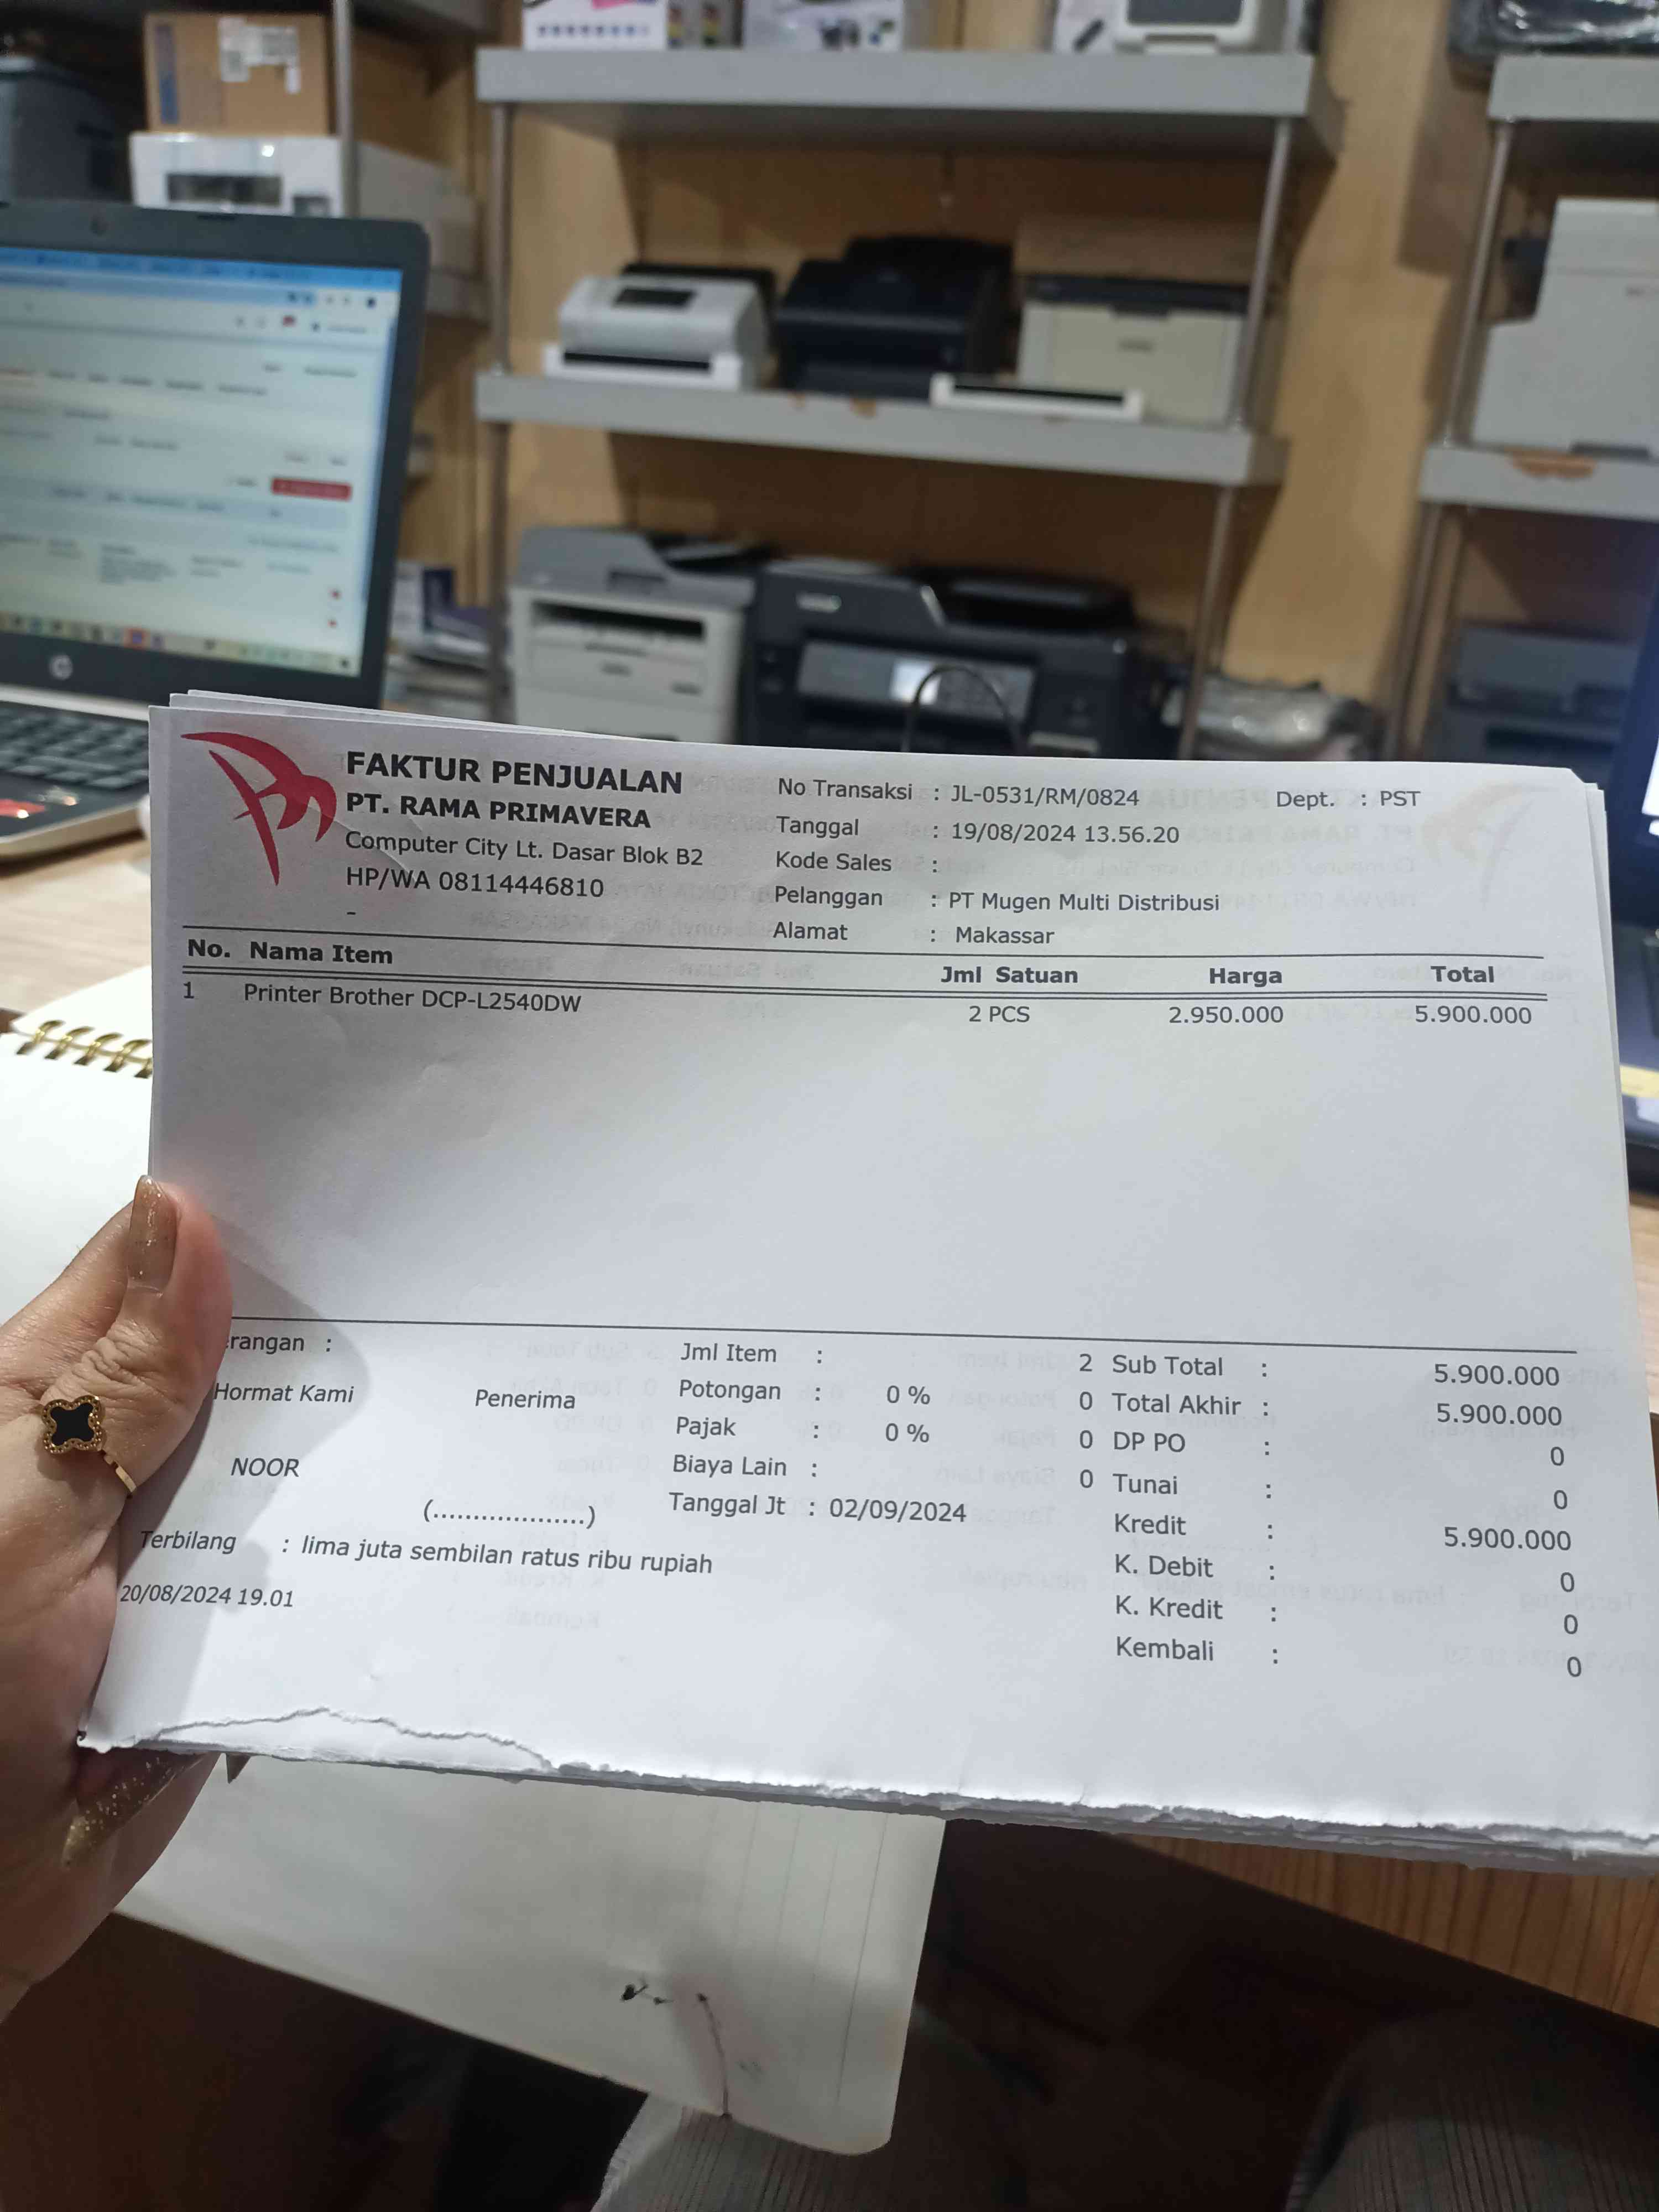 FAKTUR PENJUALAN
PT. RAMA PRIMAVERA
Computer City Lt. Dasar Blok B2
HP/WA 08114446810
-
No Transaksi : JL-0531/RM/0824 Dept. : PST
Tanggal : 19/08/2024 13.56.20
Kode Sales :
Pelanggan : PT Mugen Multi Distribusi
Alamat : Makassar
No. Nama Item Jml Satuan Harga Total
1 Printer Brother DCP-L2540DW 2 PCS 2.950.000 5.900.000
erangan :
Hormat Kami Penerima
NOOR
(...................)
Jml Item : 2
Potongan : 0 % 0
Pajak : 0 % 0
Biaya Lain : 0
Tanggal Jt : 02/09/2024
Sub Total : 5.900.000
Total Akhir : 5.900.000
DP PO : 0
Tunai : 0
Kredit : 5.900.000
K. Debit : 0
K. Kredit : 0
Kembali : 0
Terbilang : lima juta sembilan ratus ribu rupiah
20/08/2024 19.01